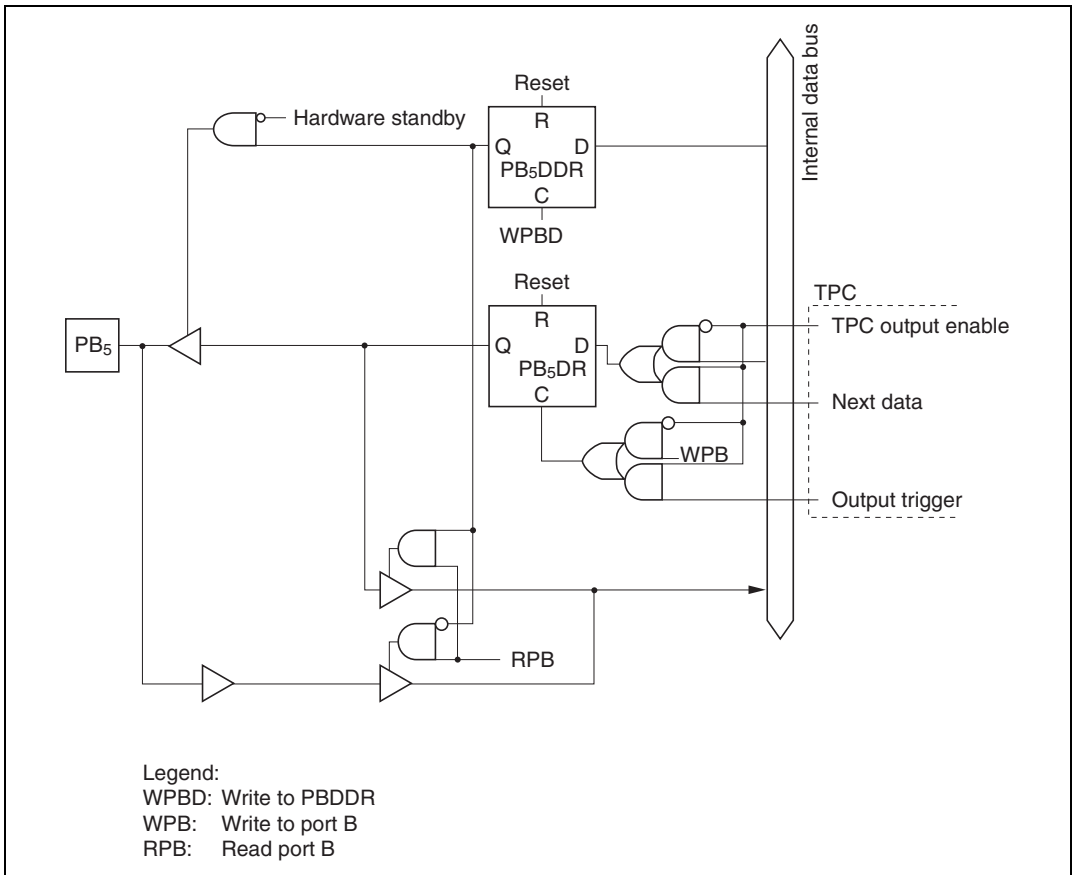 Internal data bus
Reset
Hardware standby
R
Q D
PB₅DDR
C
WPBD
Reset
TPC
R
TPC output enable
PB₅
Q D
PB₅DR
C
Next data
WPB
Output trigger
RPB
Legend:
WPBD: Write to PBDDR
WPB: Write to port B
RPB: Read port B